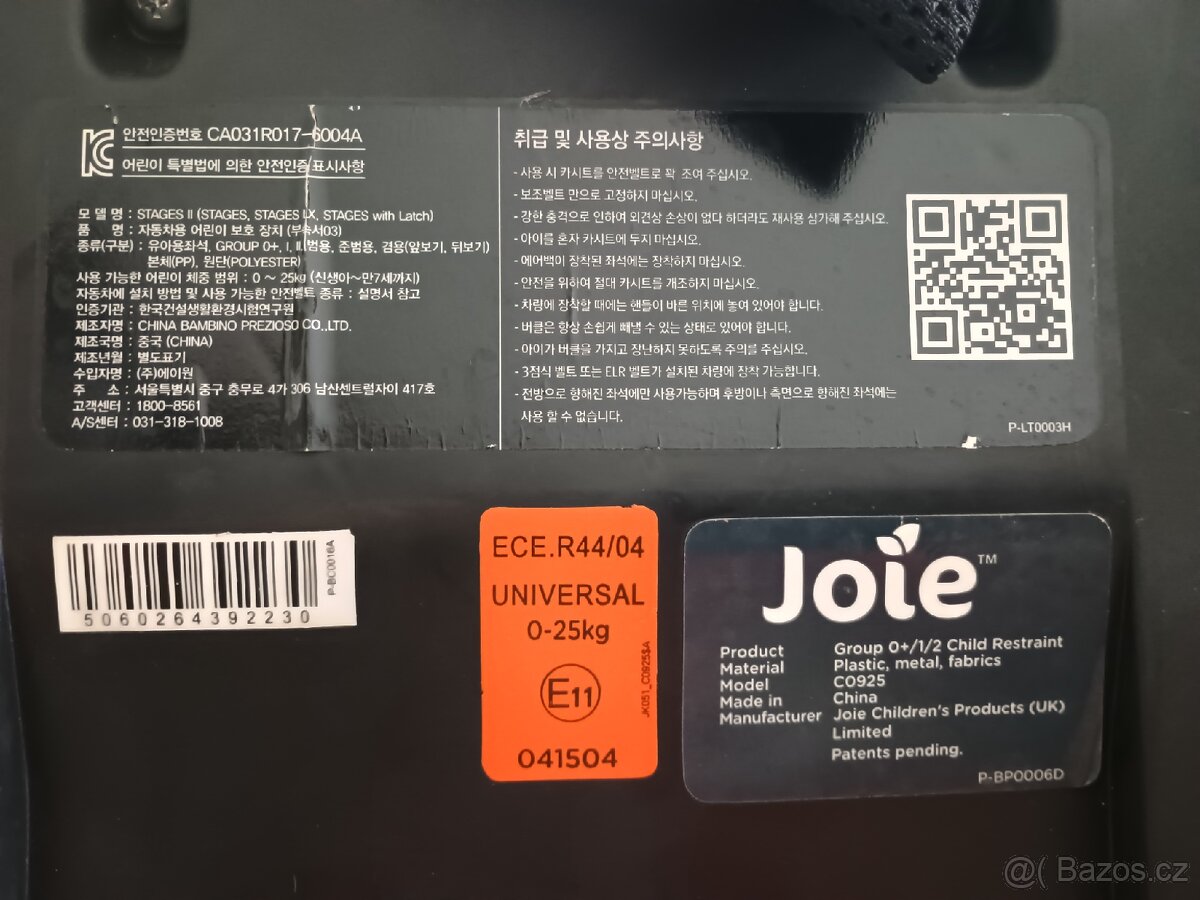 안전인증번호 CA031R017-6004A
어린이 특별법에 의한 안전인증 표시사항
모 델 명 : STAGES II (STAGES, STAGES LX, STAGES with Latch)
품 명 : 자동차용 어린이 보호 장치 (부속서03)
종류(구분) : 유아용좌석, GROUP 0+, I, II, 범용, 준범용, 겸용(앞보기, 뒤보기)
본체(PP), 원단(POLYESTER)
사용 가능한 어린이 체중 범위 : 0 ~ 25kg (신생아~만7세까지)
자동차에 설치 방법 및 사용 가능한 안전벨트 종류 : 설명서 참고
인증기관 : 한국건설생활환경시험연구원
제조자명 : CHINA BAMBINO PREZIOSO CO.,LTD.
제조국명 : 중국 (CHINA)
제조년월 : 별도표기
수입자명 : (주)에이원
주 소 : 서울특별시 중구 충무로 4가 306 남산센트럴자이 417호
고객센터 : 1800-8561
A/S센터 : 031-318-1008
취급 및 사용상 주의사항
- 사용 시 카시트를 안전벨트로 꽉 조여 주십시오.
- 보조벨트 만으로 고정하지 마십시오.
- 강한 충격으로 인하여 외견상 손상이 없다 하더라도 재사용 삼가해 주십시오.
- 아이를 혼자 카시트에 두지 마십시오.
- 에어백이 장착된 좌석에는 장착하지 마십시오.
- 안전을 위하여 절대 카시트를 개조하지 마십시오.
- 차량에 장착할 때에는 핸들이 바른 위치에 놓여 있어야 합니다.
- 버클은 항상 손쉽게 빼낼 수 있는 상태로 있어야 합니다.
- 아이가 버클을 가지고 장난하지 못하도록 주의를 주십시오.
- 3점식 벨트 또는 ELR 벨트가 설치된 차량에 장착 가능합니다.
- 전방으로 향해진 좌석에만 사용가능하며 후방이나 측면으로 향해진 좌석에는
사용 할 수 없습니다.
P-LT0003H
5060264392230
P-BC0016A
ECE.R44/04
UNIVERSAL
0-25kg
E11
041504
JK051_C0925$A
Joie™
Product Group 0+/1/2 Child Restraint
Material Plastic, metal, fabrics
Model C0925
Made in China
Manufacturer Joie Children's Products (UK)
Limited
Patents pending.
P-BP0006D
@( Bazos.cz